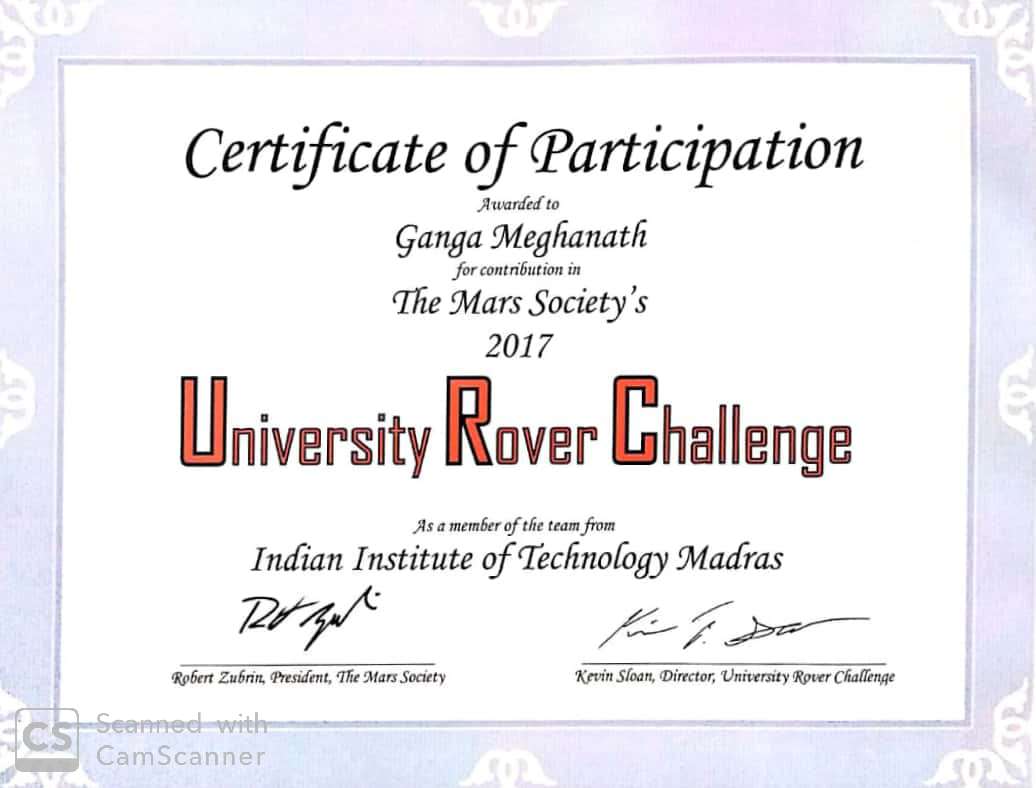 Certificate of Participation
Awarded to
Ganga Meghanath
for contribution in
The Mars Society's
2017
University Rover Challenge
As a member of the team from
Indian Institute of Technology Madras
Robert Zubrin, President, The Mars Society
Kevin Sloan, Director, University Rover Challenge
CS Scanned with
CamScanner